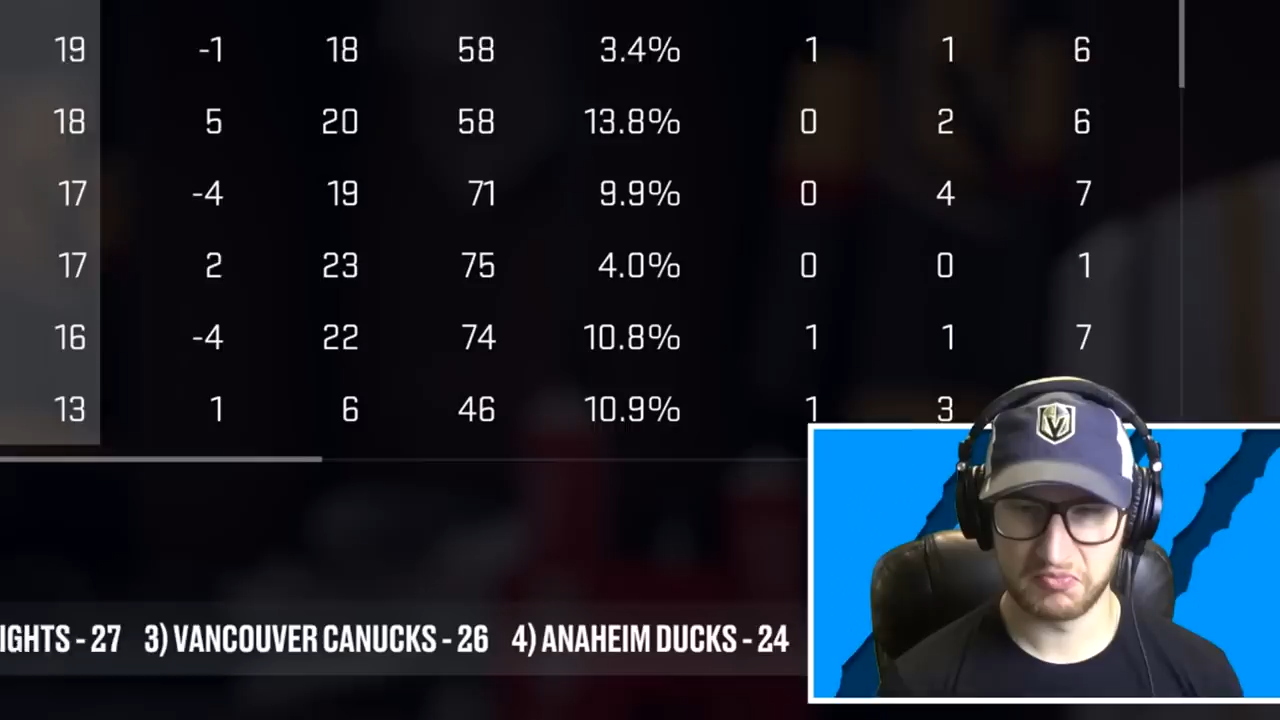 19 -1 18 58 3.4% 1 1 6
18 5 20 58 13.8% 0 2 6
17 -4 19 71 9.9% 0 4 7
17 2 23 75 4.0% 0 0 1
16 -4 22 74 10.8% 1 1 7
13 1 6 46 10.9% 1 3
IGHTS - 27 3) VANCOUVER CANUCKS - 26 4) ANAHEIM DUCKS - 24